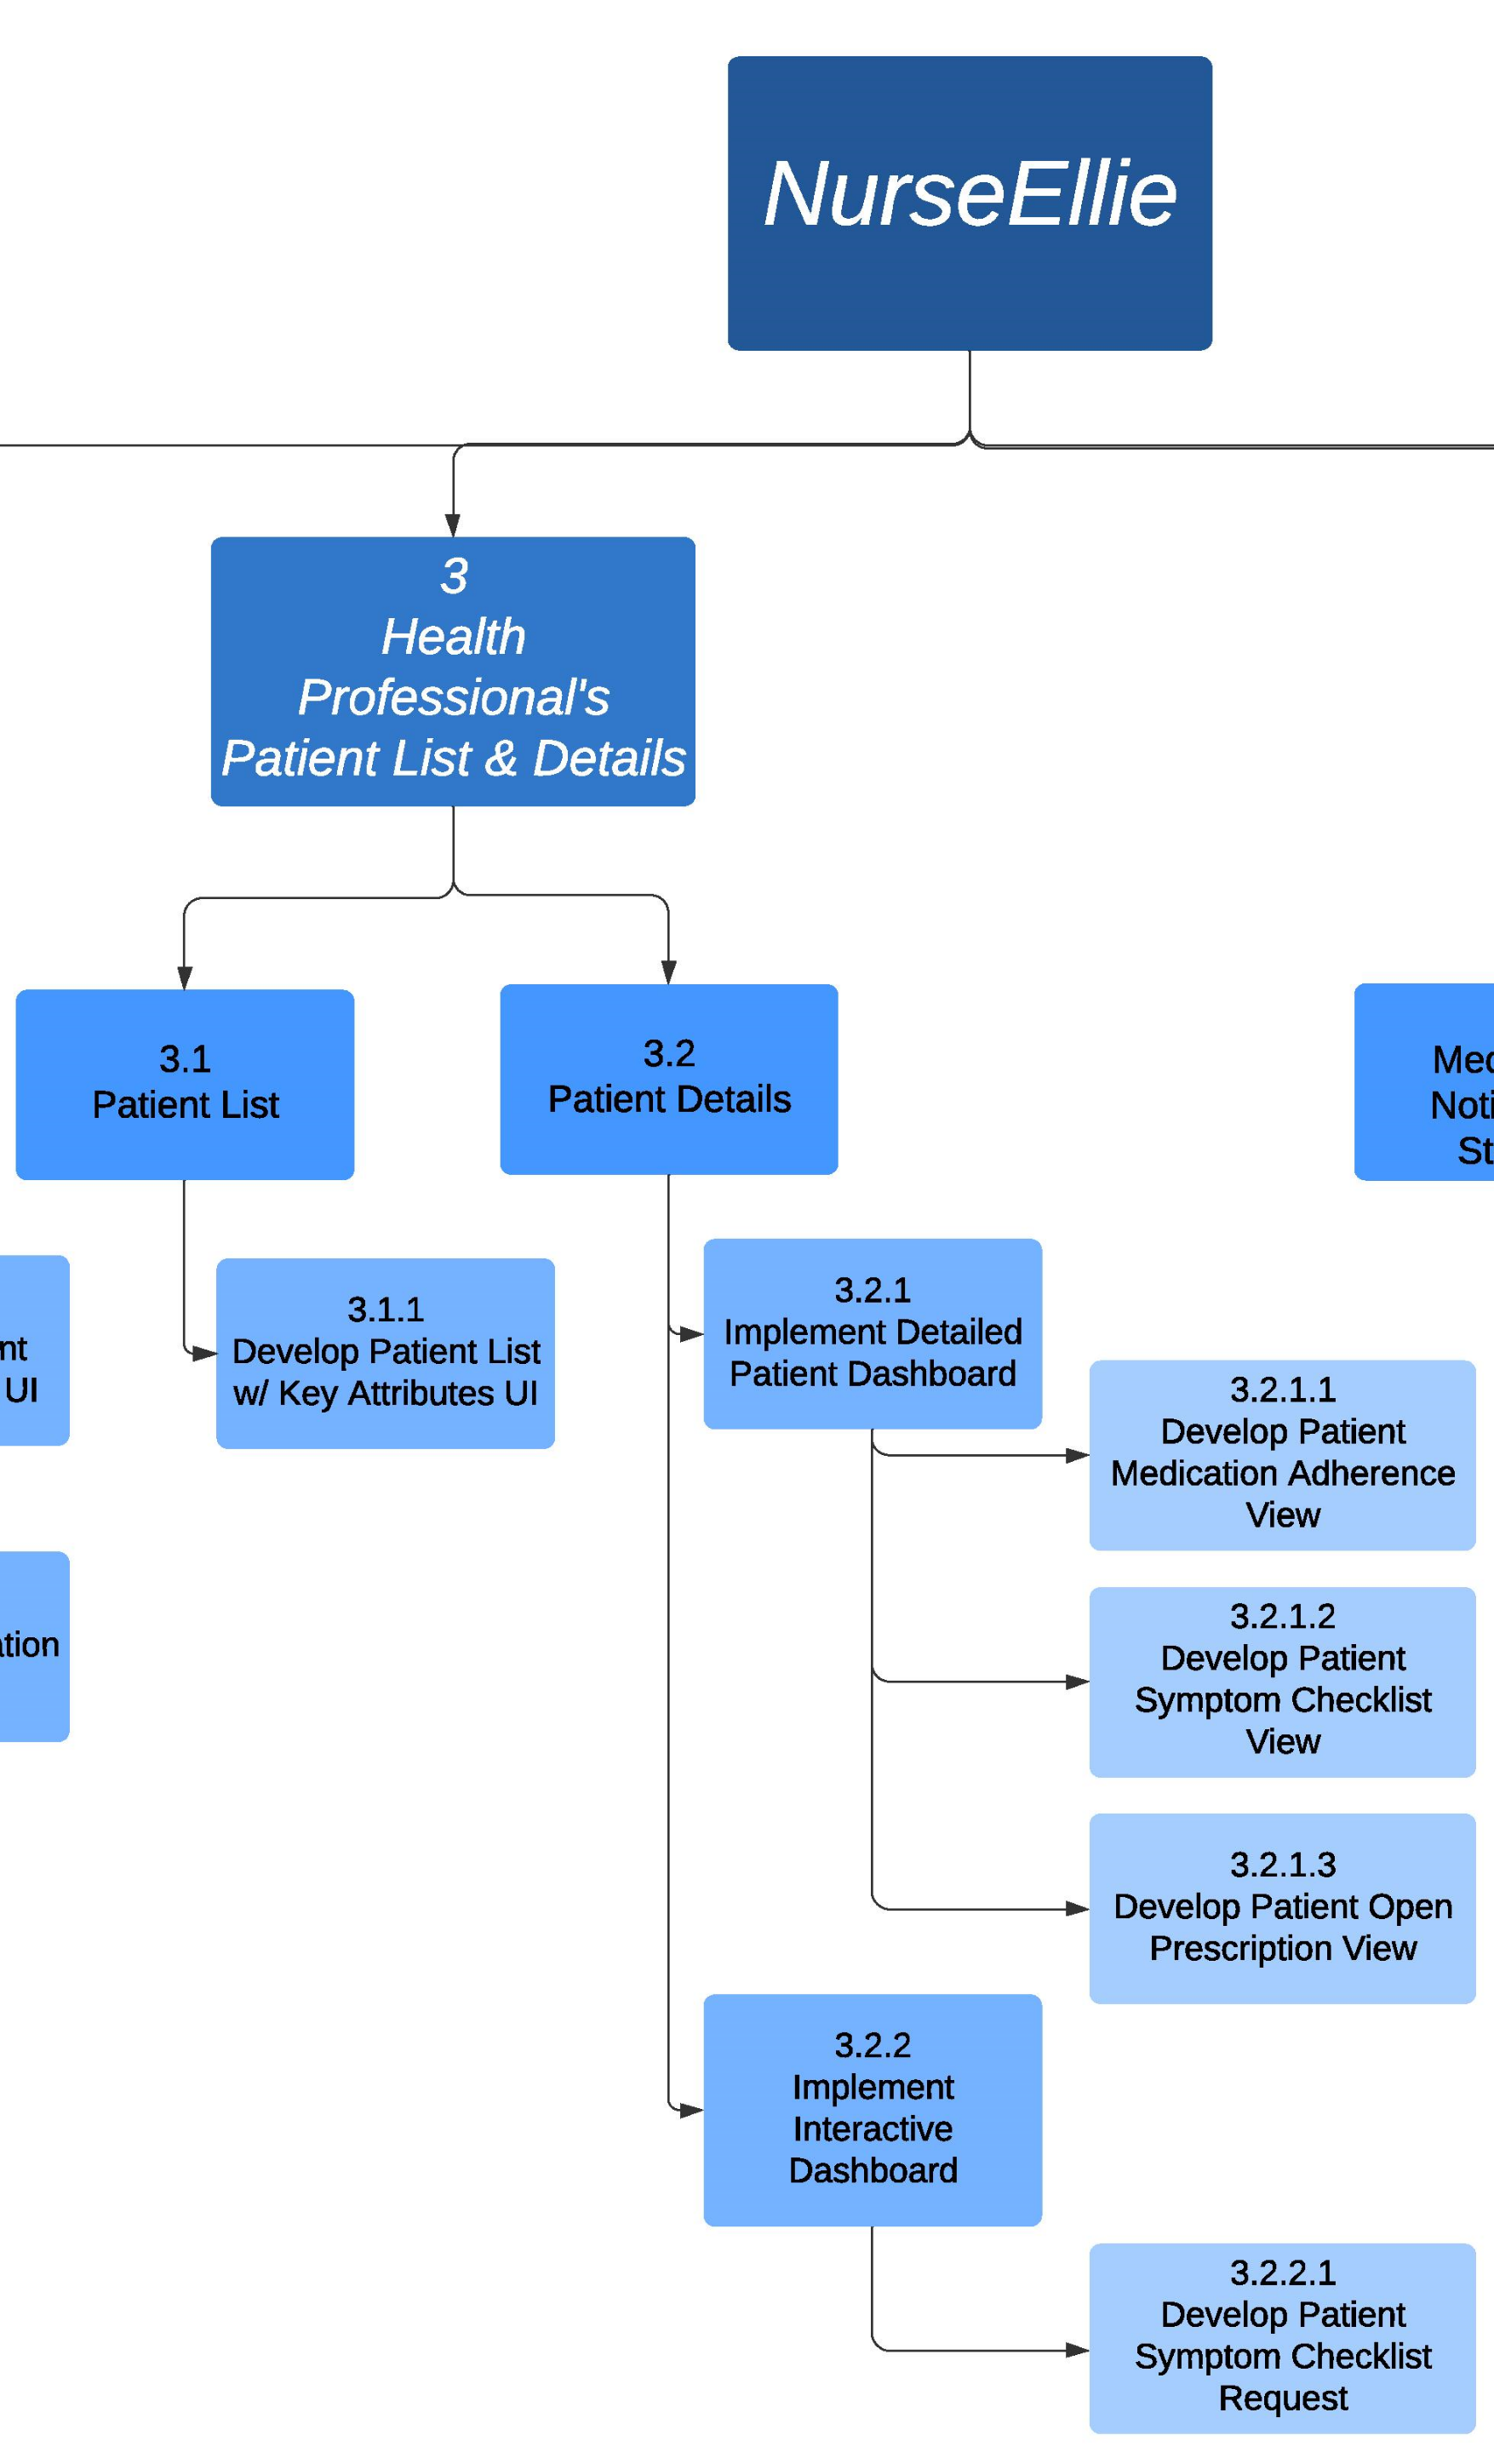 NurseEllie
3
Health
Professional's
Patient List & Details
3.1
Patient List
3.2
Patient Details
3.1.1
Develop Patient List
w/ Key Attributes UI
UI
3.2.1
Implement Detailed
Patient Dashboard
3.2.1.1
Develop Patient
Medication Adherence
View
3.2.1.2
Develop Patient
Symptom Checklist
View
3.2.1.3
Develop Patient Open
Prescription View
3.2.2
Implement
Interactive
Dashboard
3.2.2.1
Develop Patient
Symptom Checklist
Request